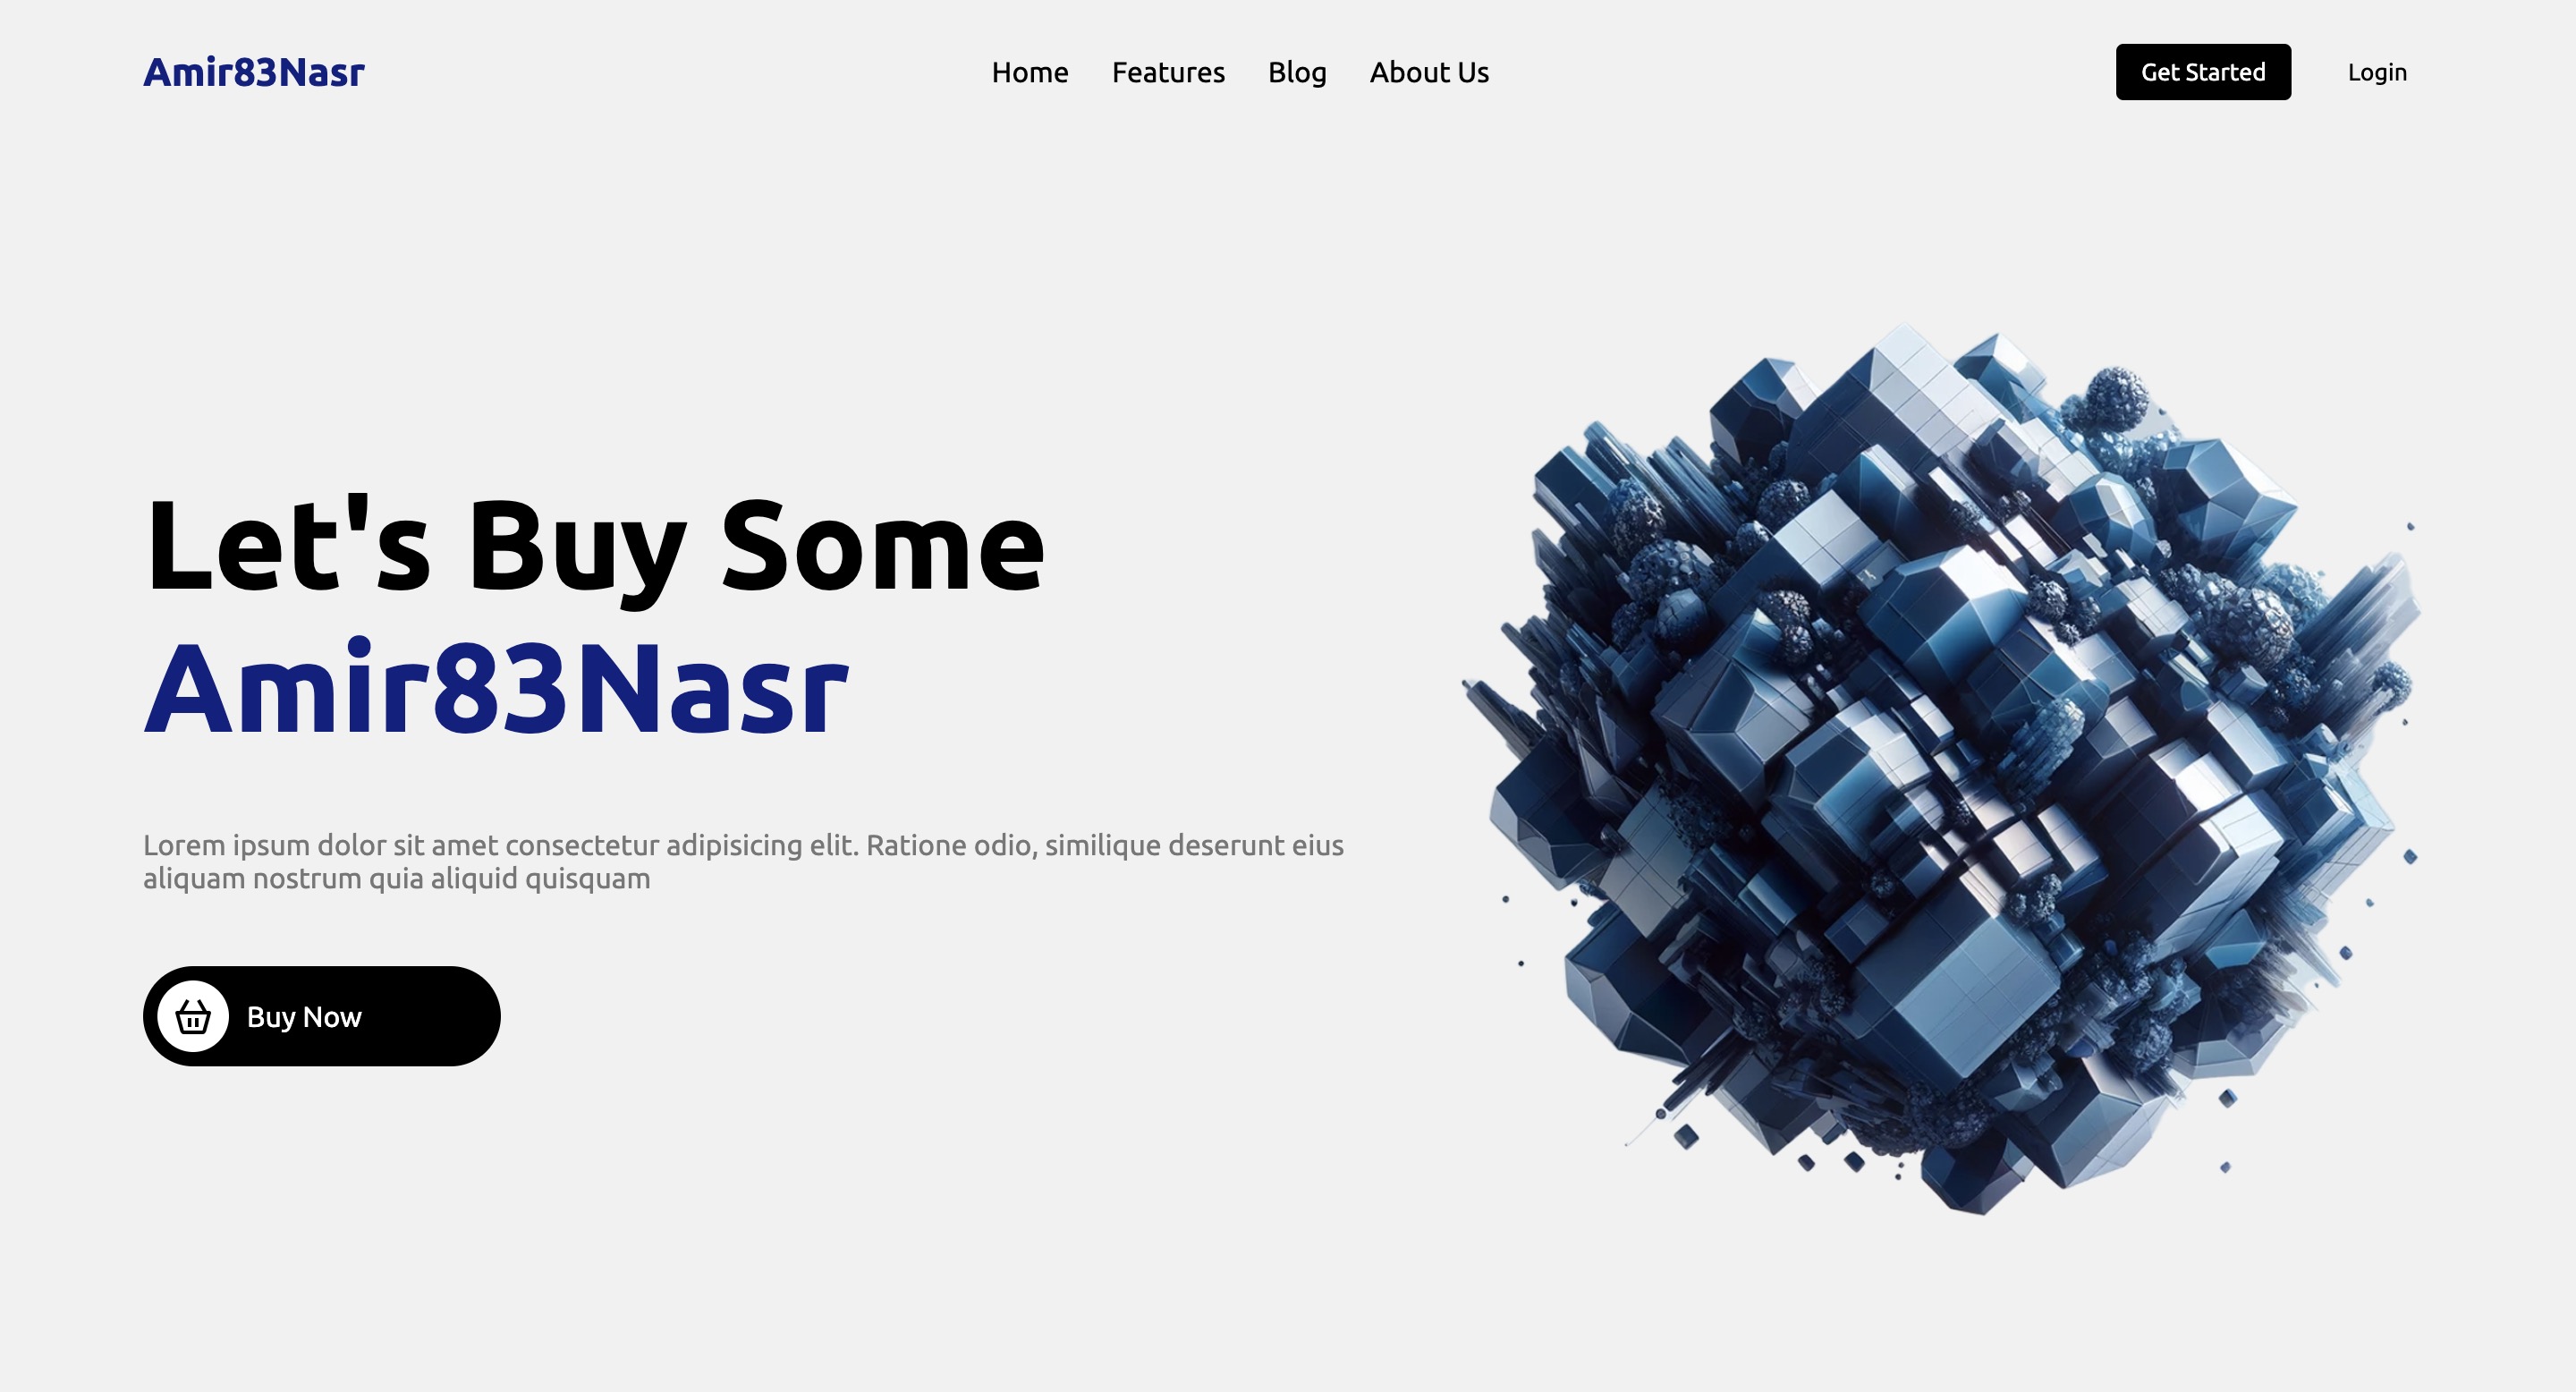 Amir83Nasr
Home Features Blog About Us
Get Started Login
Let's Buy Some
Amir83Nasr
Lorem ipsum dolor sit amet consectetur adipisicing elit. Ratione odio, similique deserunt eius
aliquam nostrum quia aliquid quisquam
Buy Now